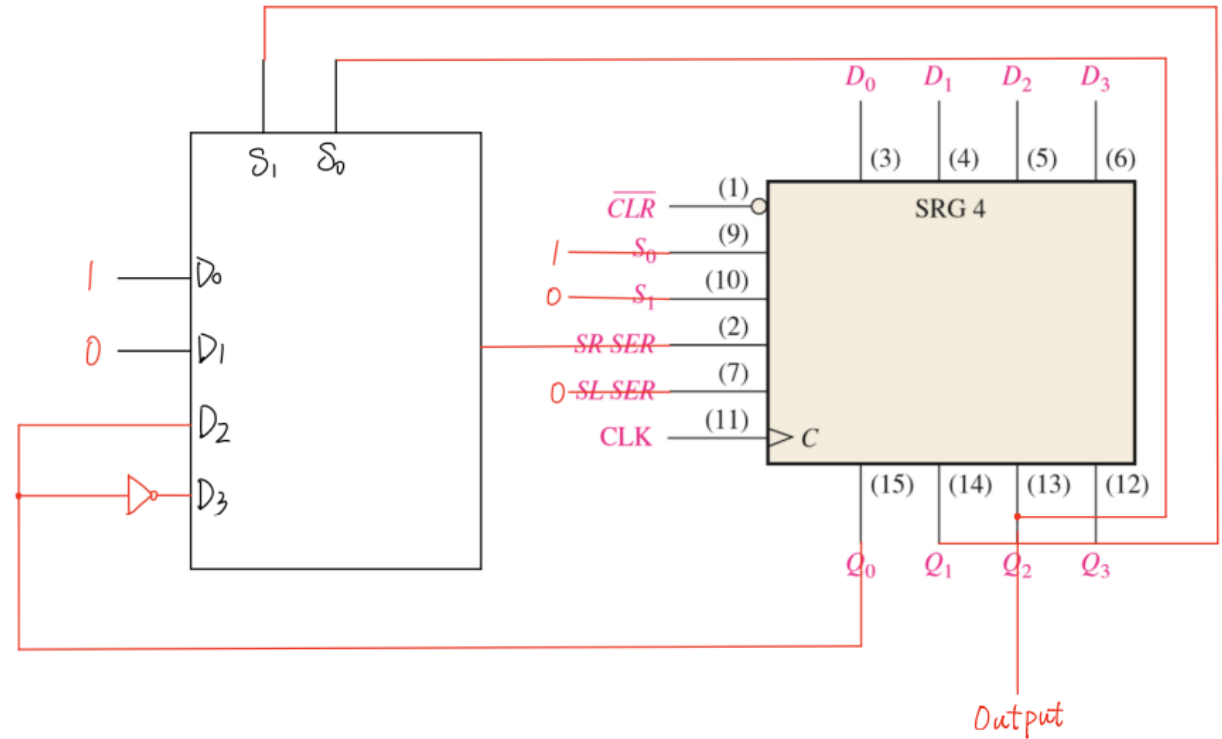 D₀ D₁ D₂ D₃
(3) (4) (5) (6)
S₁ S₀
SRG 4
C̅L̅R̅ (1)
1 S₀ (9)
1 D₀
0 S₁ (10)
0 D₁
SR SER (2)
0 SL SER (7)
D₂
CLK (11) C
D₃
(15) (14) (13) (12)
Q₀ Q₁ Q₂ Q₃
Output